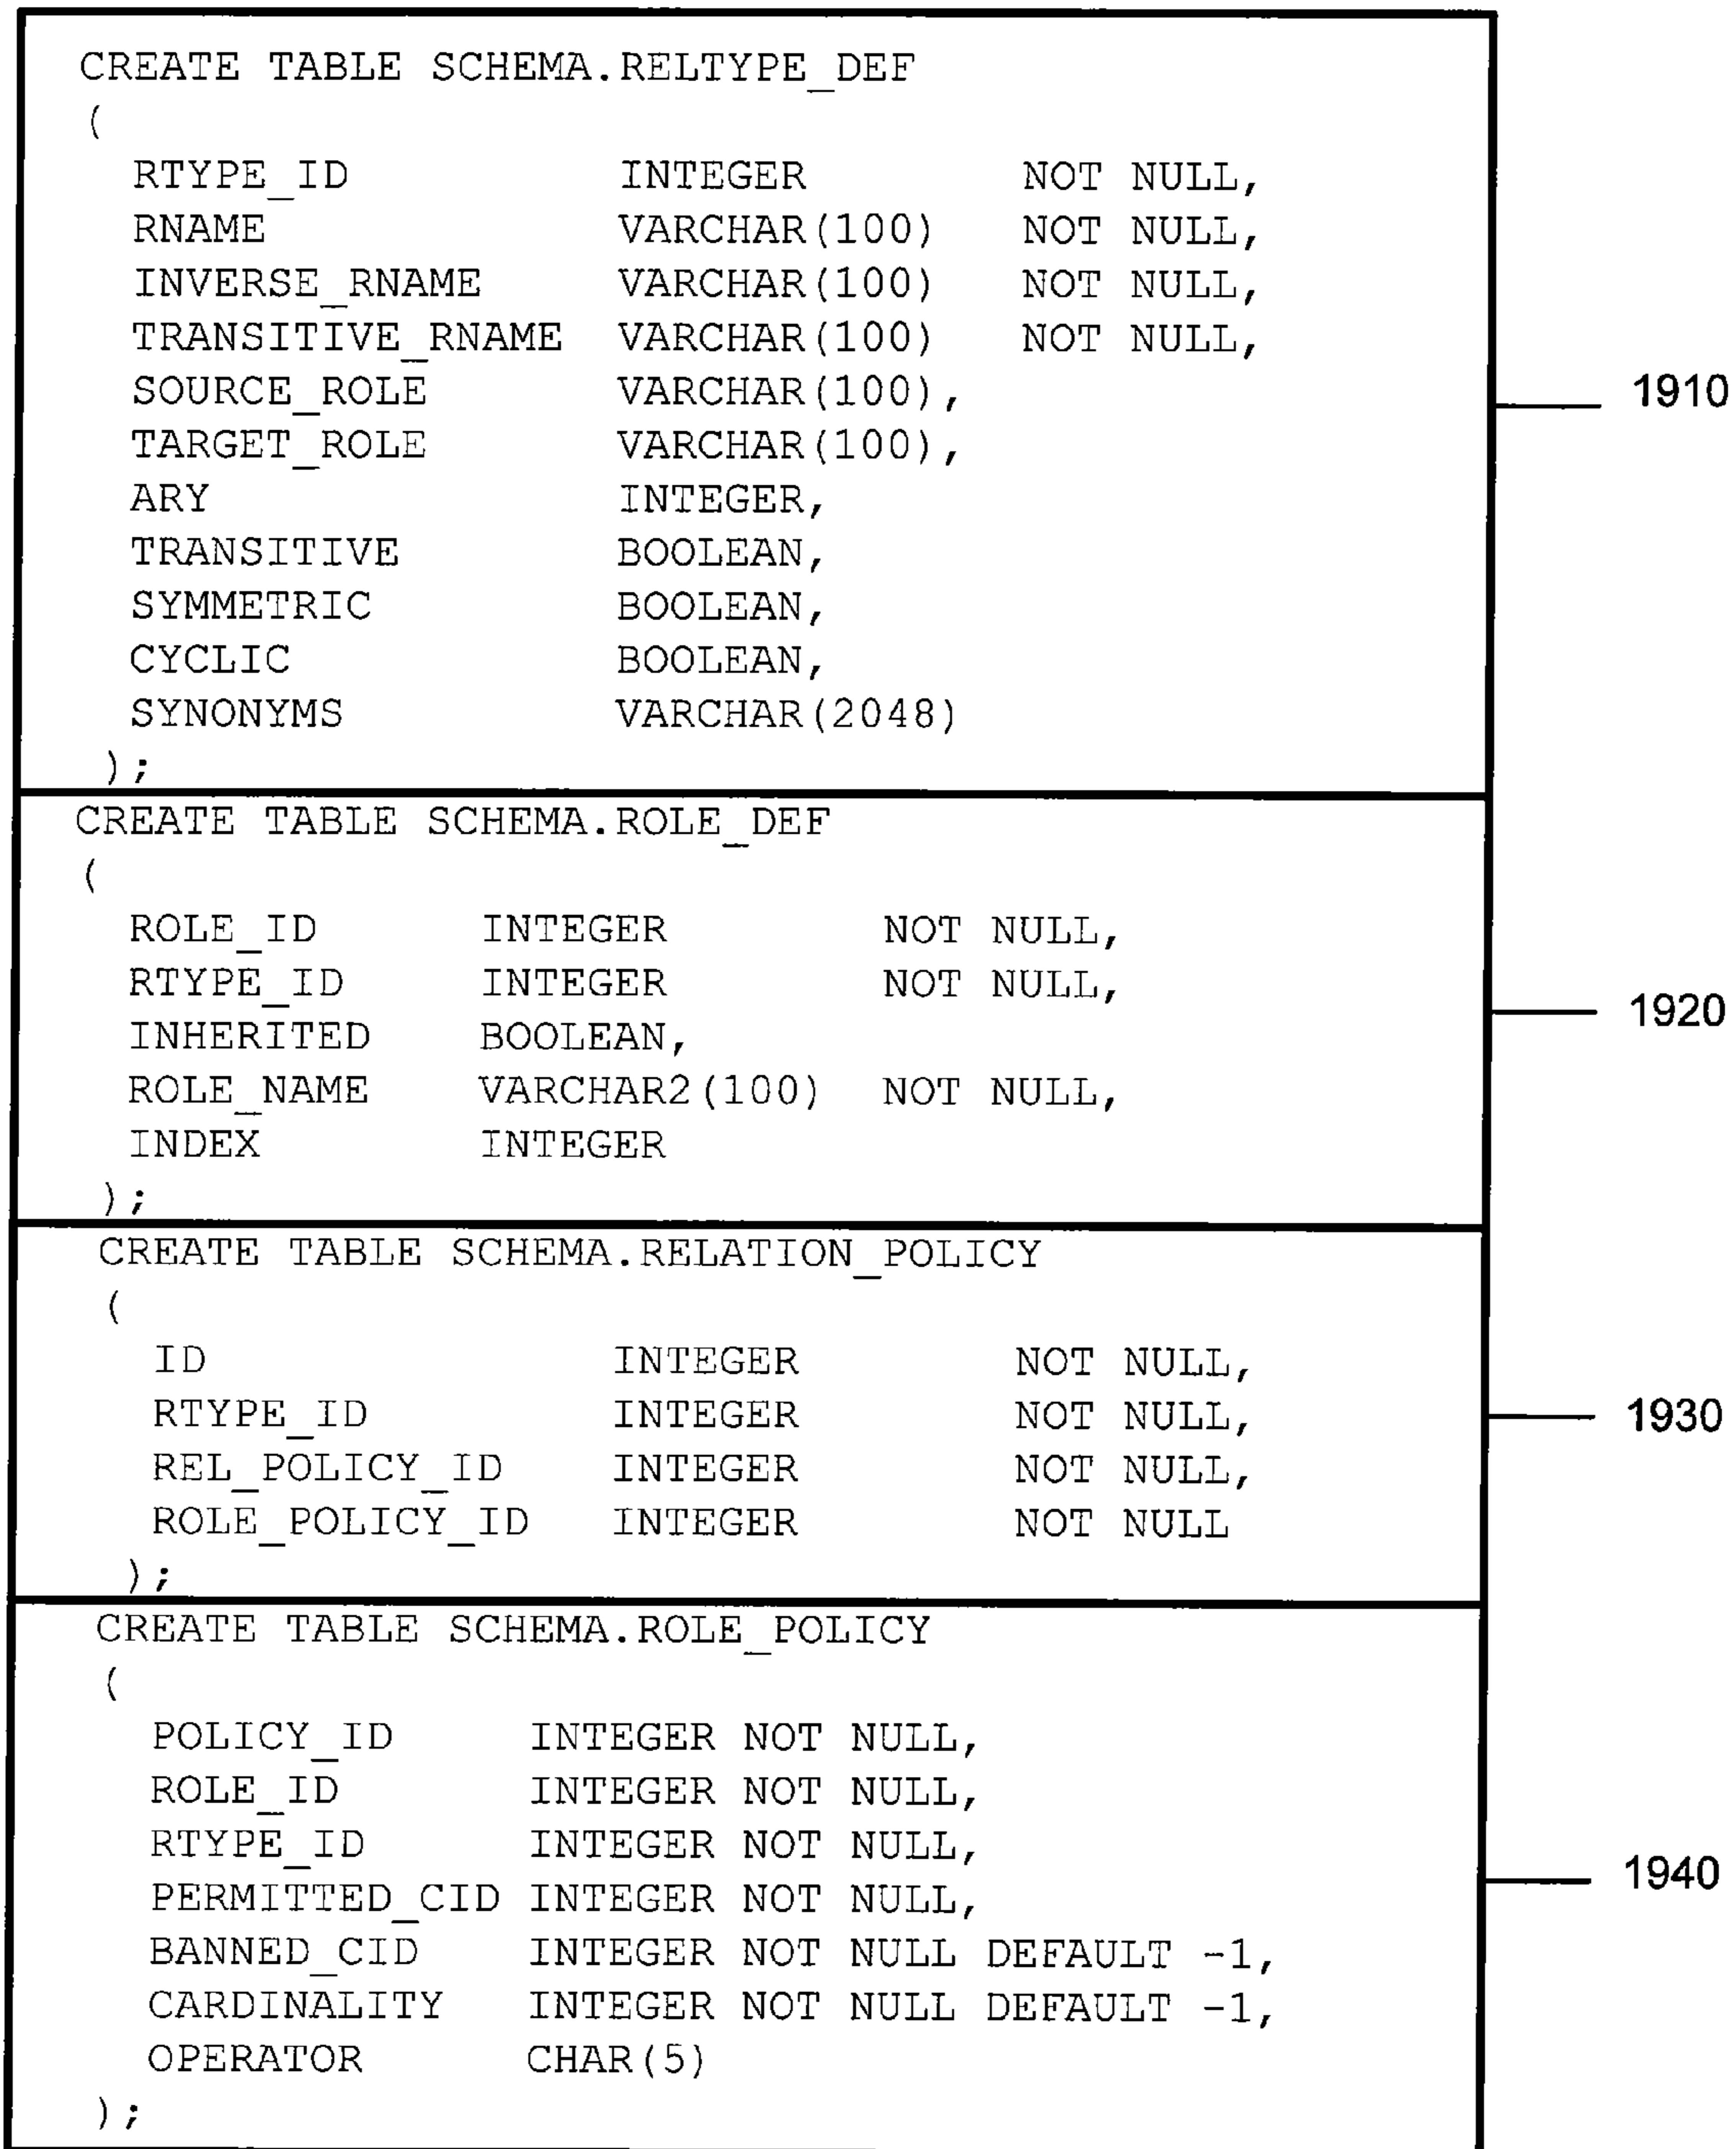 CREATE TABLE SCHEMA.RELTYPE_DEF
(
RTYPE_ID INTEGER NOT NULL,
RNAME VARCHAR(100) NOT NULL,
INVERSE_RNAME VARCHAR(100) NOT NULL,
TRANSITIVE_RNAME VARCHAR(100) NOT NULL,
SOURCE_ROLE VARCHAR(100),
TARGET_ROLE VARCHAR(100),
ARY INTEGER,
TRANSITIVE BOOLEAN,
SYMMETRIC BOOLEAN,
CYCLIC BOOLEAN,
SYNONYMS VARCHAR(2048)
);
1910
CREATE TABLE SCHEMA.ROLE_DEF
(
ROLE_ID INTEGER NOT NULL,
RTYPE_ID INTEGER NOT NULL,
INHERITED BOOLEAN,
ROLE_NAME VARCHAR2(100) NOT NULL,
INDEX INTEGER
);
1920
CREATE TABLE SCHEMA.RELATION_POLICY
(
ID INTEGER NOT NULL,
RTYPE_ID INTEGER NOT NULL,
REL_POLICY_ID INTEGER NOT NULL,
ROLE_POLICY_ID INTEGER NOT NULL
);
1930
CREATE TABLE SCHEMA.ROLE_POLICY
(
POLICY_ID INTEGER NOT NULL,
ROLE_ID INTEGER NOT NULL,
RTYPE_ID INTEGER NOT NULL,
PERMITTED_CID INTEGER NOT NULL,
BANNED_CID INTEGER NOT NULL DEFAULT -1,
CARDINALITY INTEGER NOT NULL DEFAULT -1,
OPERATOR CHAR(5)
);
1940